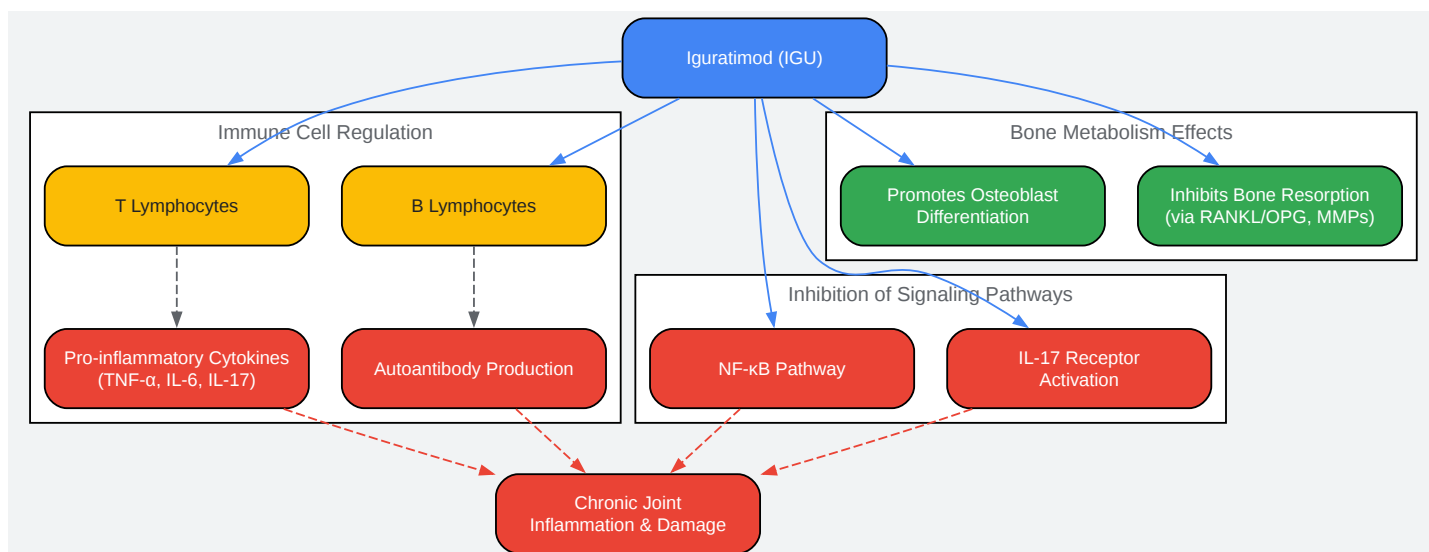 Iguratimod (IGU)
Immune Cell Regulation
Bone Metabolism Effects
T Lymphocytes
B Lymphocytes
Promotes Osteoblast
Differentiation
Inhibits Bone Resorption
(via RANKL/OPG, MMPs)
Inhibition of Signaling Pathways
Pro-inflammatory Cytokines
(TNF-α, IL-6, IL-17)
Autoantibody Production
NF-κB Pathway
IL-17 Receptor
Activation
Chronic Joint
Inflammation & Damage